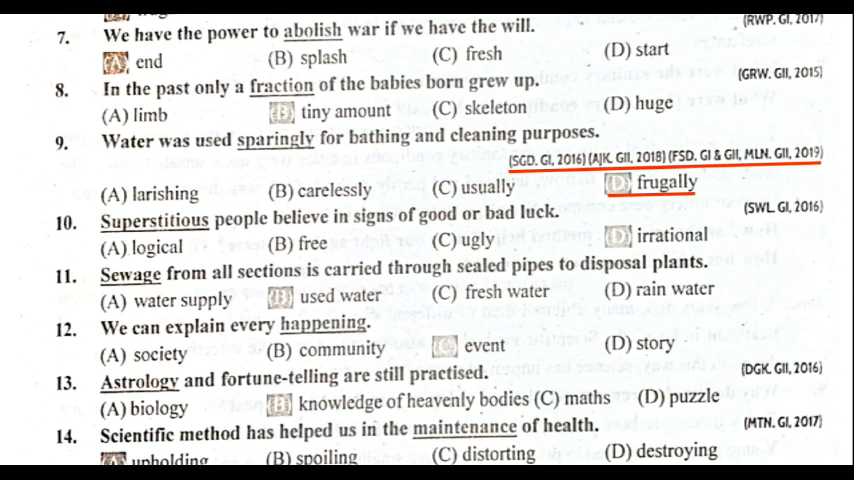 (RWP. GI, 2017)
7. We have the power to abolish war if we have the will.
(A) end (B) splash (C) fresh (D) start
8. In the past only a fraction of the babies born grew up. (GRW. GII, 2015)
(A) limb (B) tiny amount (C) skeleton (D) huge
9. Water was used sparingly for bathing and cleaning purposes.
(SGD. GI, 2016) (AJK. GII, 2018) (FSD. GI & GII, MLN. GII, 2019)
(A) larishing (B) carelessly (C) usually (D) frugally
10. Superstitious people believe in signs of good or bad luck. (SWL. GI, 2016)
(A) logical (B) free (C) ugly (D) irrational
11. Sewage from all sections is carried through sealed pipes to disposal plants.
(A) water supply (B) used water (C) fresh water (D) rain water
12. We can explain every happening.
(A) society (B) community (C) event (D) story
13. Astrology and fortune-telling are still practised. (DGK. GII, 2016)
(A) biology (B) knowledge of heavenly bodies (C) maths (D) puzzle
14. Scientific method has helped us in the maintenance of health. (MTN. GI, 2017)
(A) upholding (B) spoiling (C) distorting (D) destroying